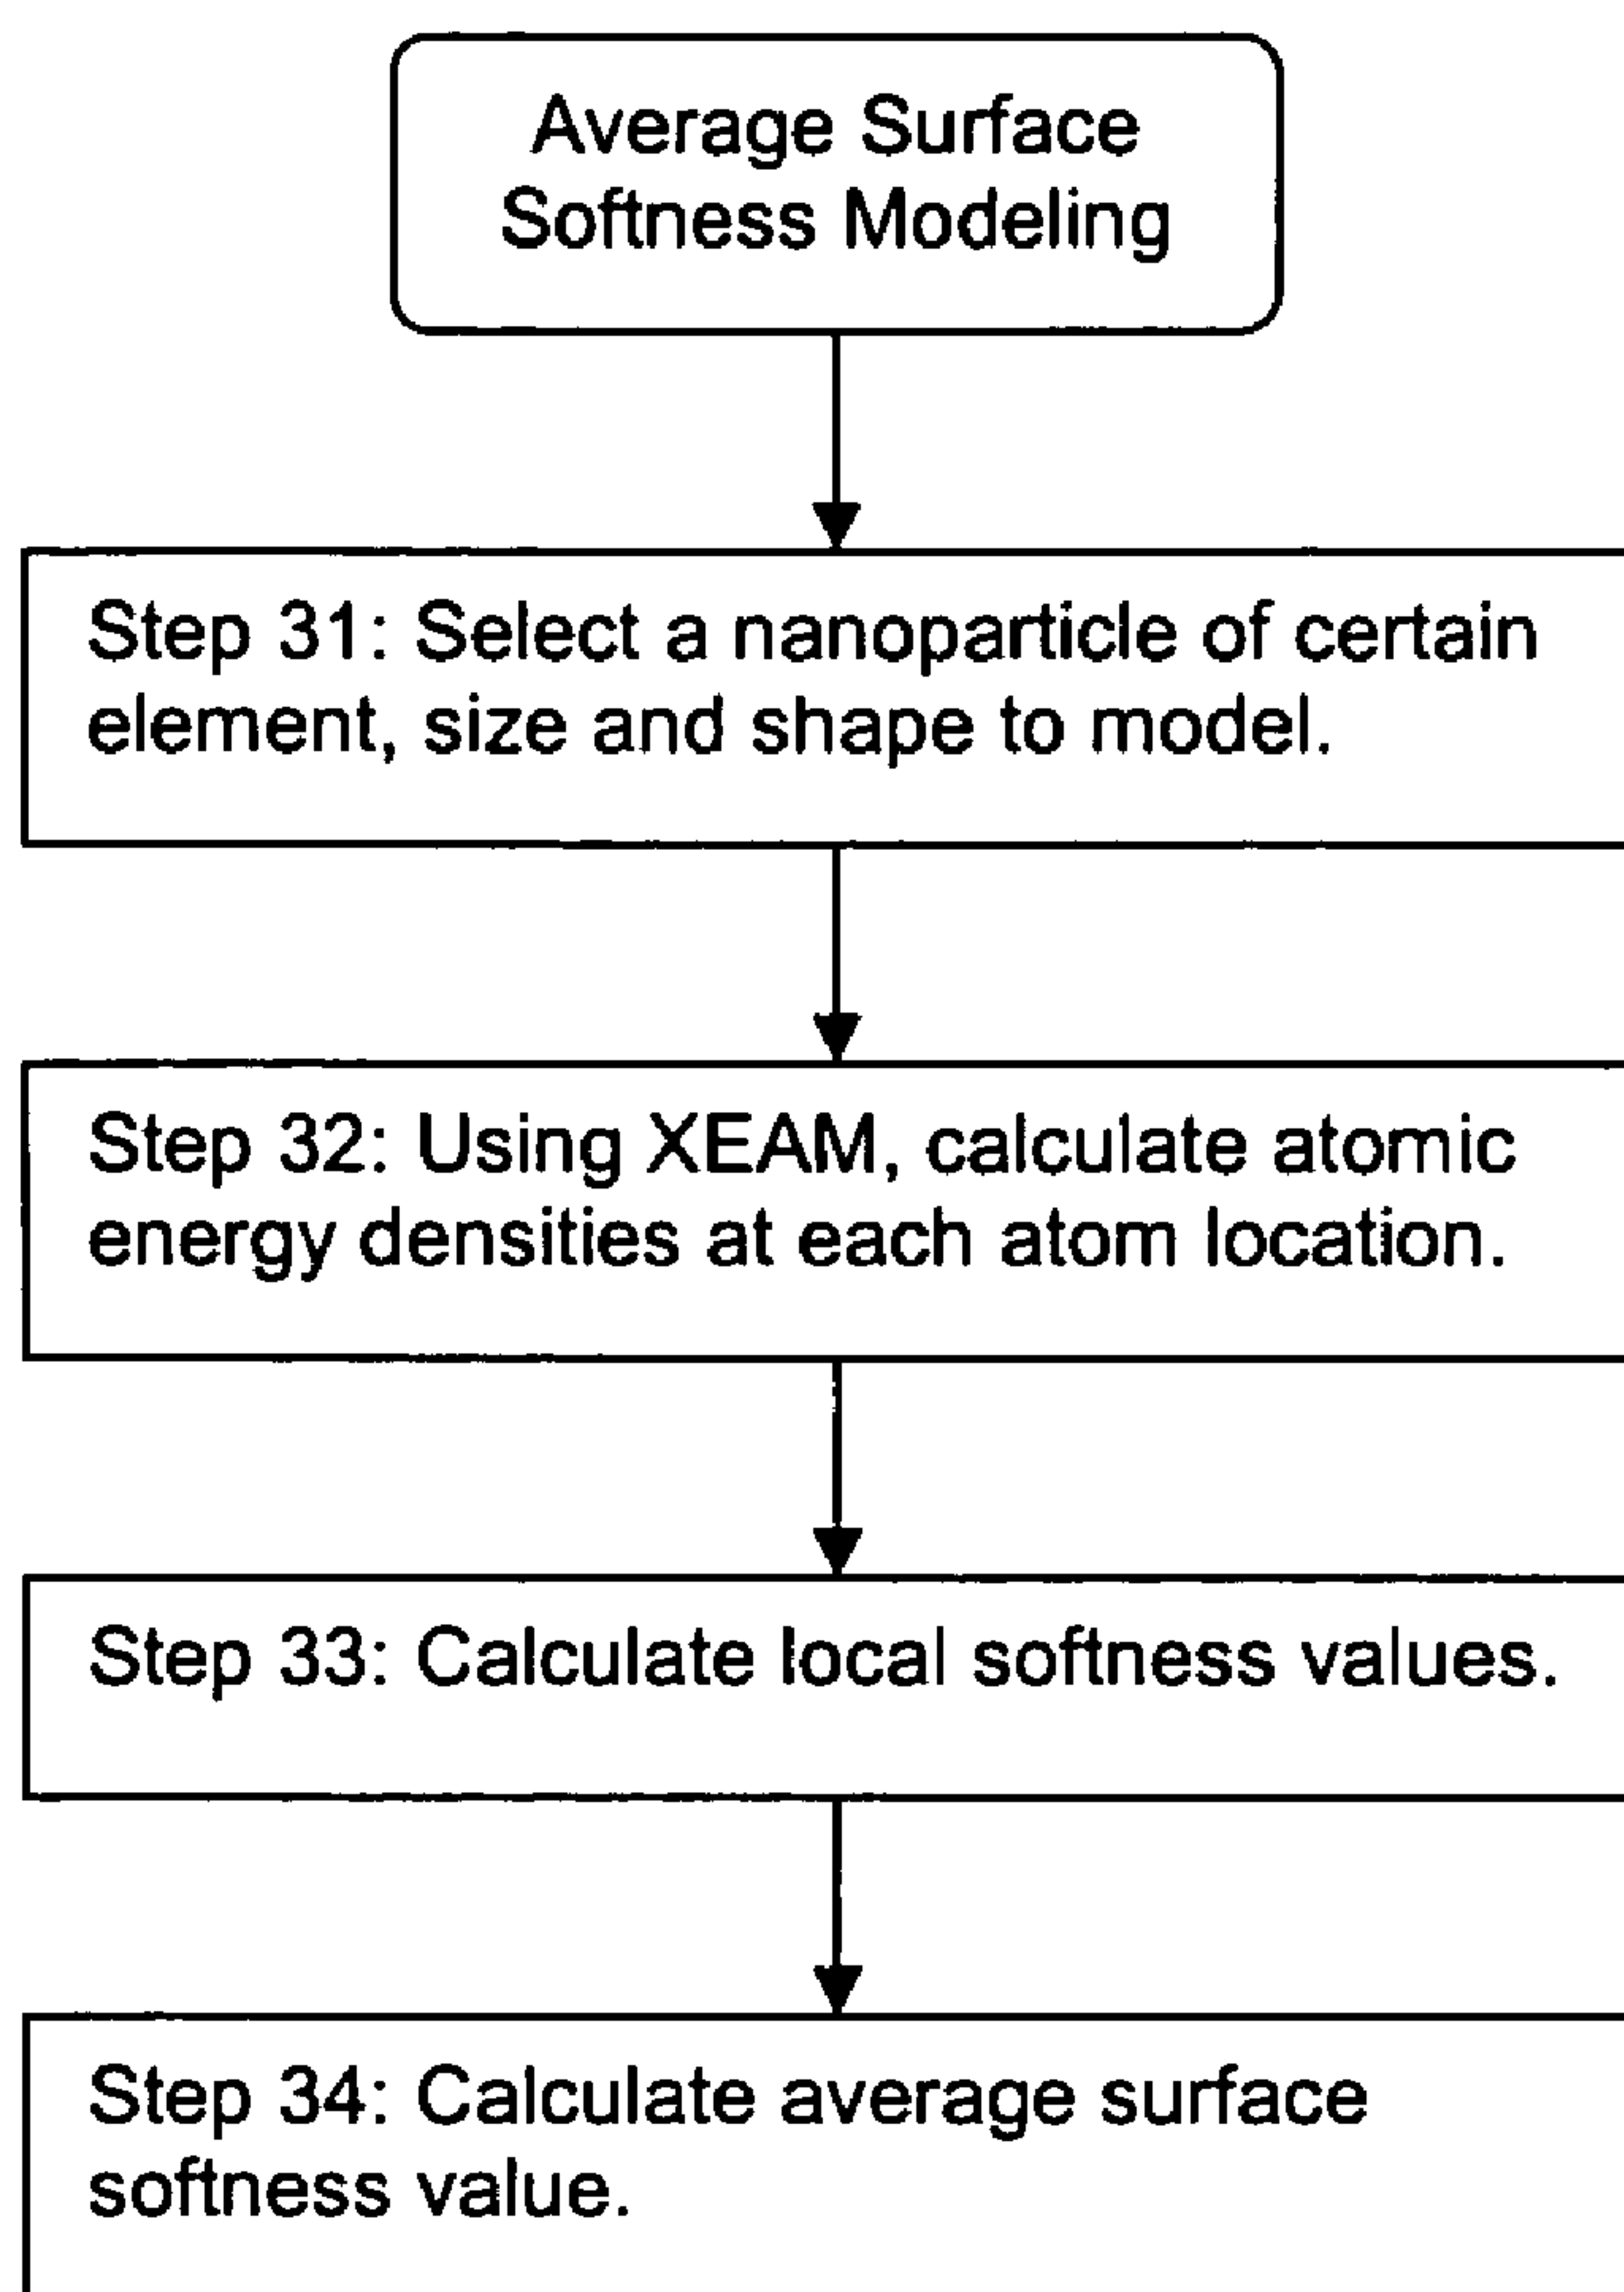 Average Surface
Softness Modeling
Step 31: Select a nanoparticle of certain
element, size and shape to model.
Step 32: Using XEAM, calculate atomic
energy densities at each atom location.
Step 33: Calculate local softness values.
Step 34: Calculate average surface
softness value.